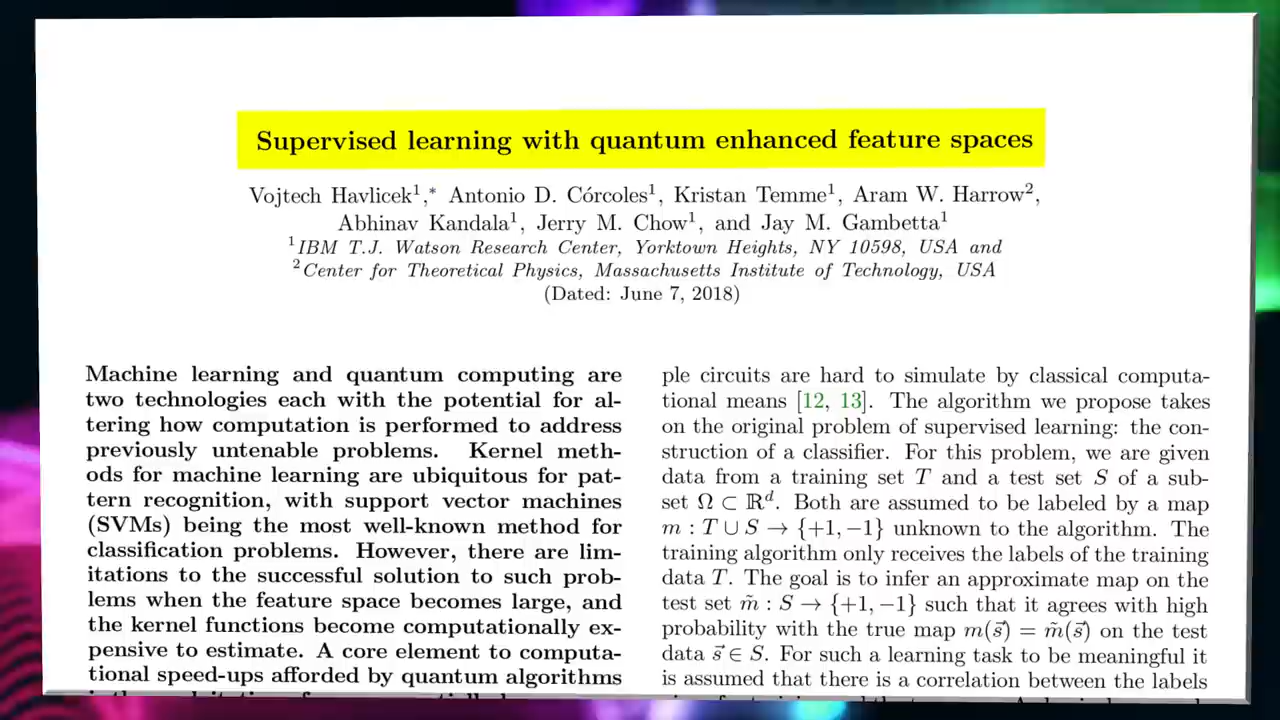 Supervised learning with quantum enhanced feature spaces
Vojtech Havlicek¹,* Antonio D. Córcoles¹, Kristan Temme¹, Aram W. Harrow²,
Abhinav Kandala¹, Jerry M. Chow¹, and Jay M. Gambetta¹
¹IBM T.J. Watson Research Center, Yorktown Heights, NY 10598, USA and
²Center for Theoretical Physics, Massachusetts Institute of Technology, USA
(Dated: June 7, 2018)
Machine learning and quantum computing are
two technologies each with the potential for al-
tering how computation is performed to address
previously untenable problems. Kernel meth-
ods for machine learning are ubiquitous for pat-
tern recognition, with support vector machines
(SVMs) being the most well-known method for
classification problems. However, there are lim-
itations to the successful solution to such prob-
lems when the feature space becomes large, and
the kernel functions become computationally ex-
pensive to estimate. A core element to computa-
tional speed-ups afforded by quantum algorithms
ple circuits are hard to simulate by classical computa-
tional means [12, 13]. The algorithm we propose takes
on the original problem of supervised learning: the con-
struction of a classifier. For this problem, we are given
data from a training set T and a test set S of a sub-
set Ω ⊂ ℝᵈ. Both are assumed to be labeled by a map
m : T ∪ S → {+1, −1} unknown to the algorithm. The
training algorithm only receives the labels of the training
data T. The goal is to infer an approximate map on the
test set m̃ : S → {+1, −1} such that it agrees with high
probability with the true map m(s⃗) = m̃(s⃗) on the test
data s⃗ ∈ S. For such a learning task to be meaningful it
is assumed that there is a correlation between the labels